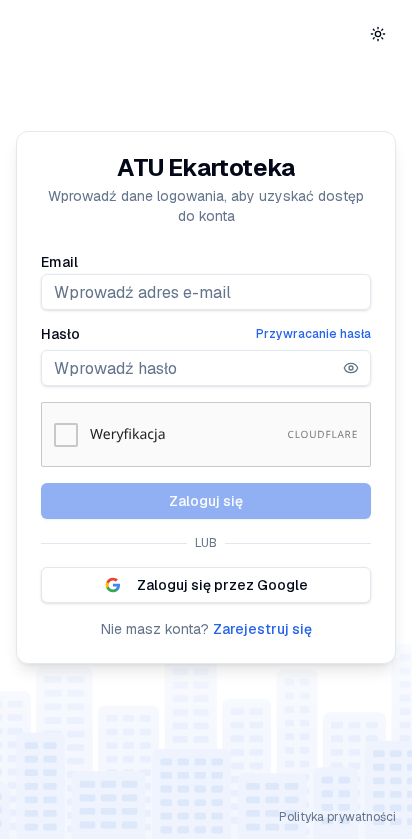 ATU Ekartoteka
Wprowadź dane logowania, aby uzyskać dostęp
do konta
Email
Wprowadź adres e-mail
Hasło
Przywracanie hasła
Wprowadź hasło
Weryfikacja
CLOUDFLARE
Zaloguj się
LUB
Zaloguj się przez Google
Nie masz konta? Zarejestruj się
Polityka prywatności